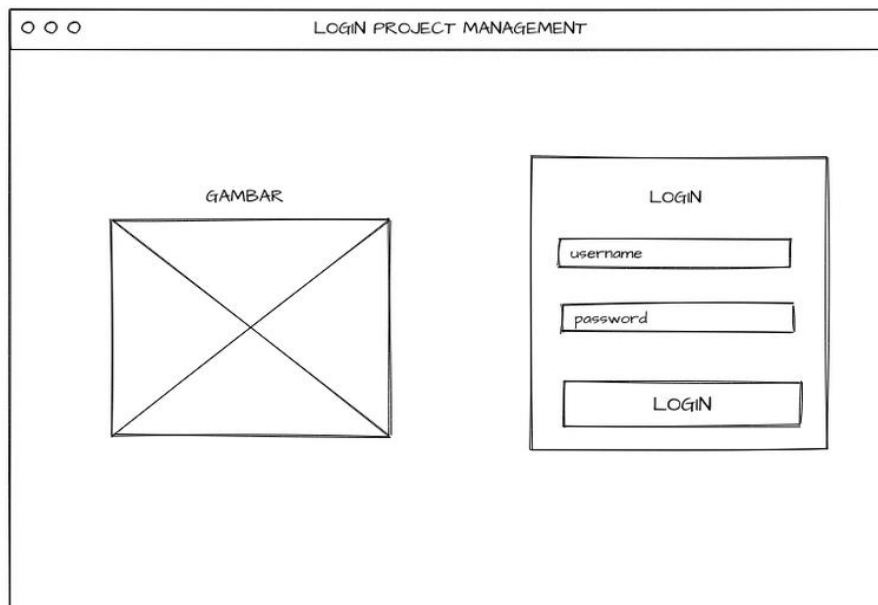 LOGIN PROJECT MANAGEMENT
GAMBAR
LOGIN
username
password
LOGIN